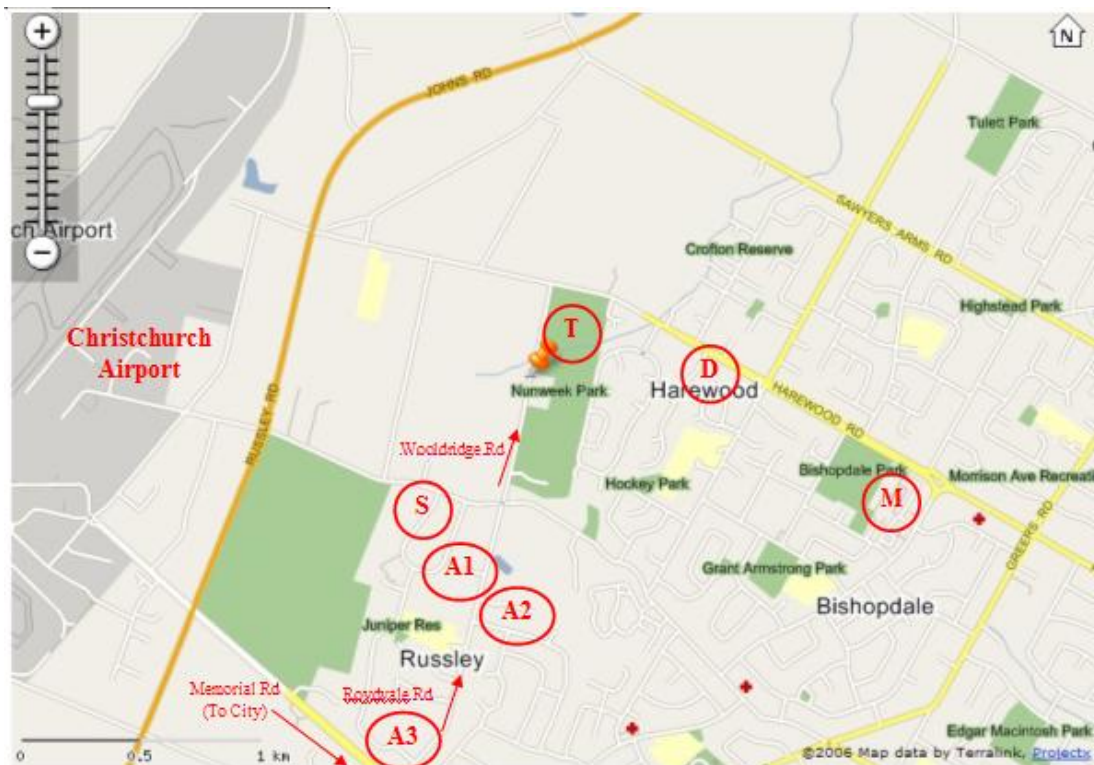 +
N
JOHNS RD
Tulett Park
ch Airport
−
SAWYERS ARMS RD
Crofton Reserve
Highstead Park
Christchurch
Airport
T
D
Nunweek Park
Harewood
RUSSLEY RD
HAREWOOD RD
Wooldridge Rd
Bishopdale Park
Morrison Ave Recreati
Hockey Park
S
M
GREERS RD
A1
Grant Armstrong Park
A2
Bishopdale
Juniper Res
Russley
Memorial Rd
(To City)
Roydvale Rd
A3
Edgar Macintosh Park
0 0.5 1 km
©2006 Map data by Terralink, Projectx